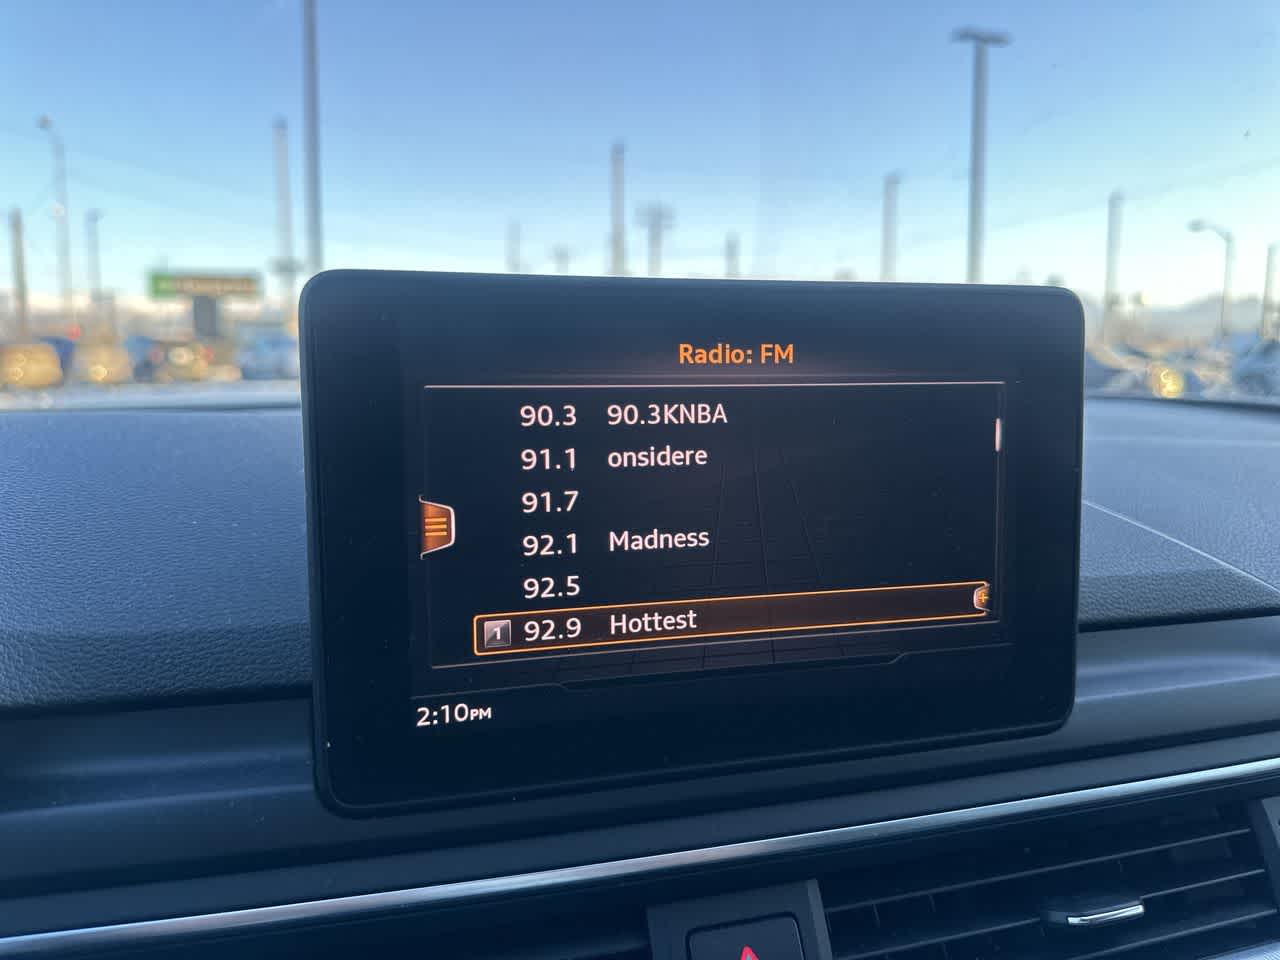 Radio: FM
90.3 90.3KNBA
91.1 onsidere
91.7
92.1 Madness
92.5
1 92.9 Hottest
2:10PM